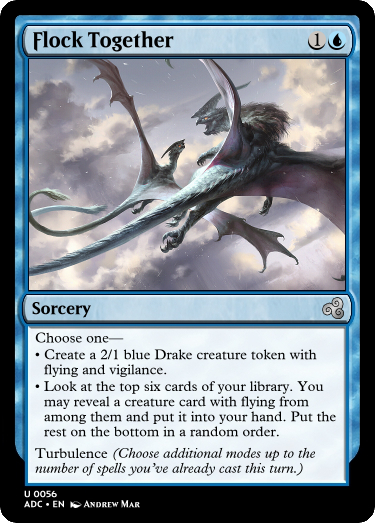 Flock Together 1
Sorcery
Choose one—
• Create a 2/1 blue Drake creature token with
flying and vigilance.
• Look at the top six cards of your library. You
may reveal a creature card with flying from
among them and put it into your hand. Put the
rest on the bottom in a random order.
Turbulence (Choose additional modes up to the
number of spells you've already cast this turn.)
U 0056
ADC • EN Andrew Mar